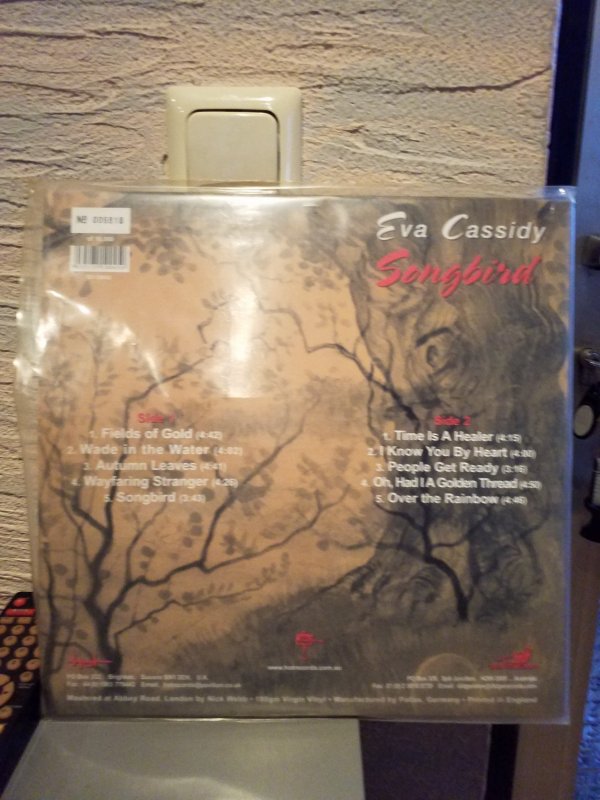 № 006818
Eva Cassidy
Songbird
Side 1
1. Fields of Gold (4:42)
2. Wade in the Water (4:02)
3. Autumn Leaves (4:41)
4. Wayfaring Stranger (4:26)
5. Songbird (3:43)
Side 2
1. Time Is A Healer (4:15)
2. I Know You By Heart (4:00)
3. People Get Ready (3:16)
4. Oh, Had I A Golden Thread (4:50)
5. Over the Rainbow (4:46)
www.hotrecords.com.au
Mastered at Abbey Road, London by Nick Webb • 180gm Virgin Vinyl • Manufactured by Pallas, Germany • Printed in England